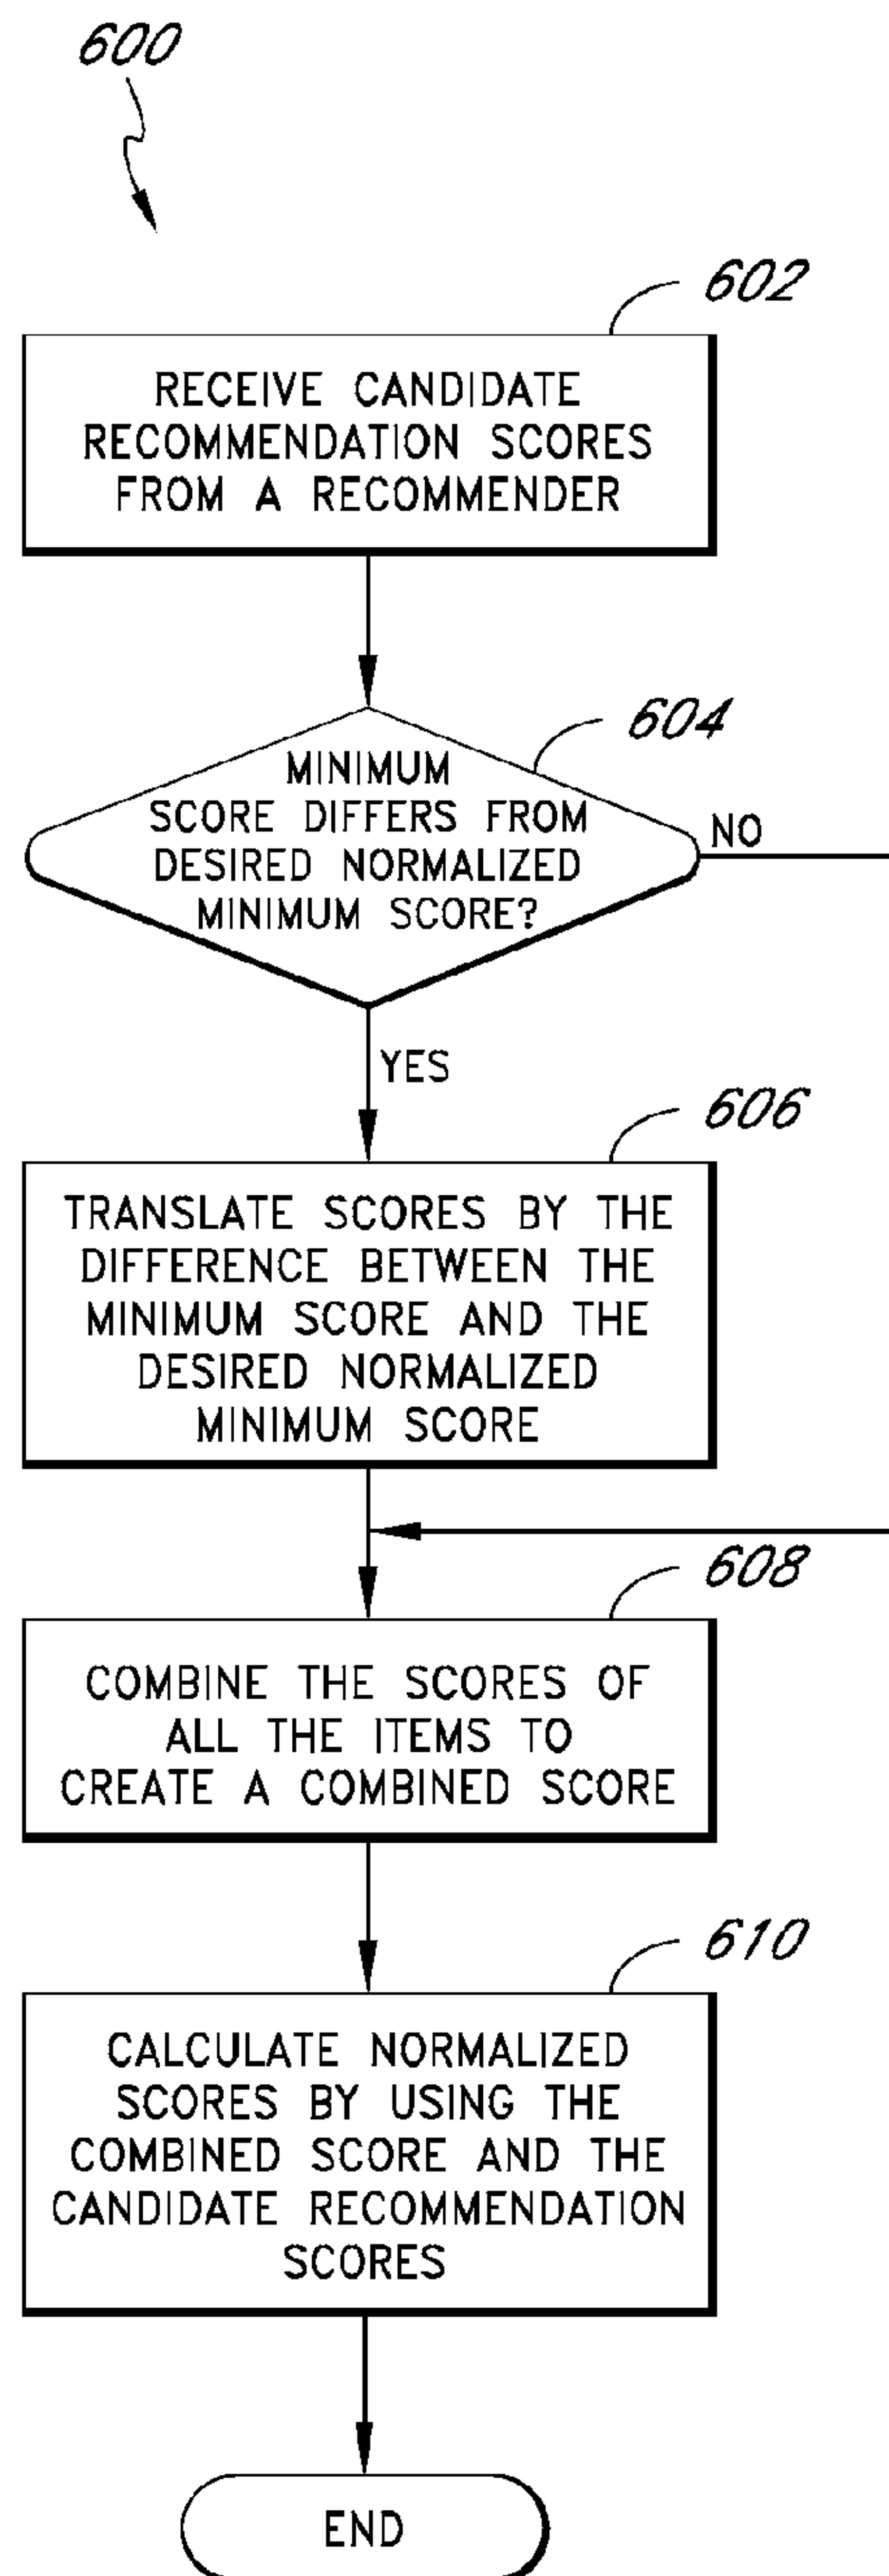 600
602
RECEIVE CANDIDATE
RECOMMENDATION SCORES
FROM A RECOMMENDER
604
MINIMUM
SCORE DIFFERS FROM
DESIRED NORMALIZED
MINIMUM SCORE?
NO
YES
606
TRANSLATE SCORES BY THE
DIFFERENCE BETWEEN THE
MINIMUM SCORE AND THE
DESIRED NORMALIZED
MINIMUM SCORE
608
COMBINE THE SCORES OF
ALL THE ITEMS TO
CREATE A COMBINED SCORE
610
CALCULATE NORMALIZED
SCORES BY USING THE
COMBINED SCORE AND THE
CANDIDATE RECOMMENDATION
SCORES
END